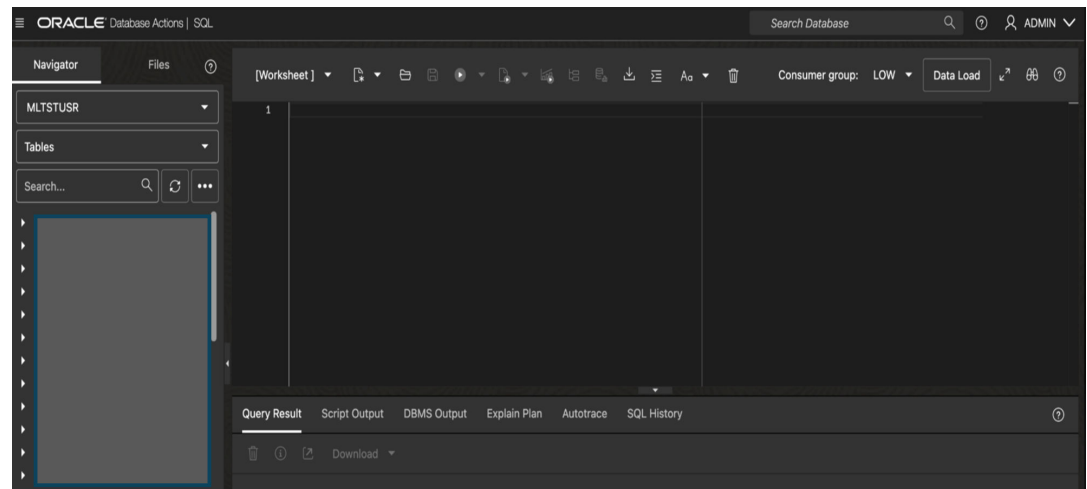 ORACLE Database Actions | SQL
Search Database
ADMIN
Navigator Files
[Worksheet ]
Aa
Consumer group: LOW
Data Load
MLTSTUSR
Tables
Search...
1
Query Result Script Output DBMS Output Explain Plan Autotrace SQL History
Download